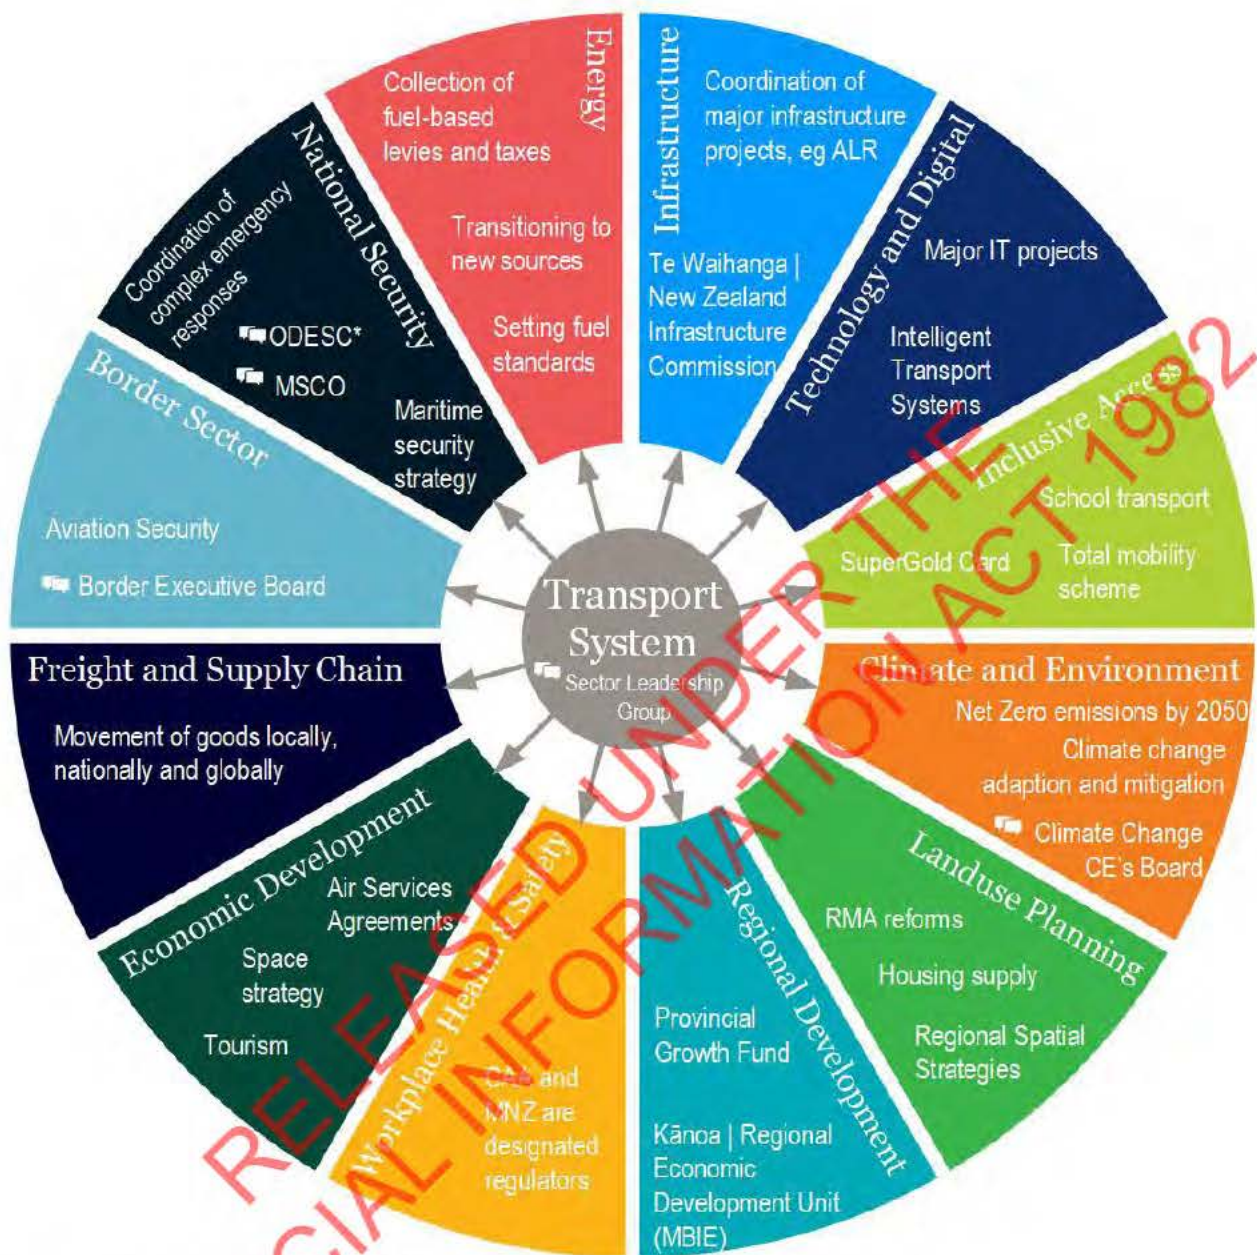 Transport
System
Sector Leadership
Group
Infrastructure
Coordination of
major infrastructure
projects, eg ALR
Te Waihanga |
New Zealand
Infrastructure
Commission
Technology and Digital
Major IT projects
Intelligent
Transport
Systems
Inclusive Access
School transport
SuperGold Card
Total mobility
scheme
Climate and Environment
Net Zero emissions by 2050
Climate change
adaption and mitigation
Climate Change
CE's Board
Landuse Planning
RMA reforms
Housing supply
Regional Spatial
Strategies
Regional Development
Provincial
Growth Fund
Kānoa | Regional
Economic
Development Unit
(MBIE)
Workplace Health & Safety
CAA and
MNZ are
designated
regulators
Economic Development
Air Services
Agreements
Space
strategy
Tourism
Freight and Supply Chain
Movement of goods locally,
nationally and globally
Border Sector
Aviation Security
Border Executive Board
National Security
Coordination of
complex emergency
responses
ODESC*
MSCO
Maritime
security
strategy
Energy
Collection of
fuel-based
levies and taxes
Transitioning to
new sources
Setting fuel
standards
RELEASED UNDER THE
CIAL INFORMATION ACT 1982